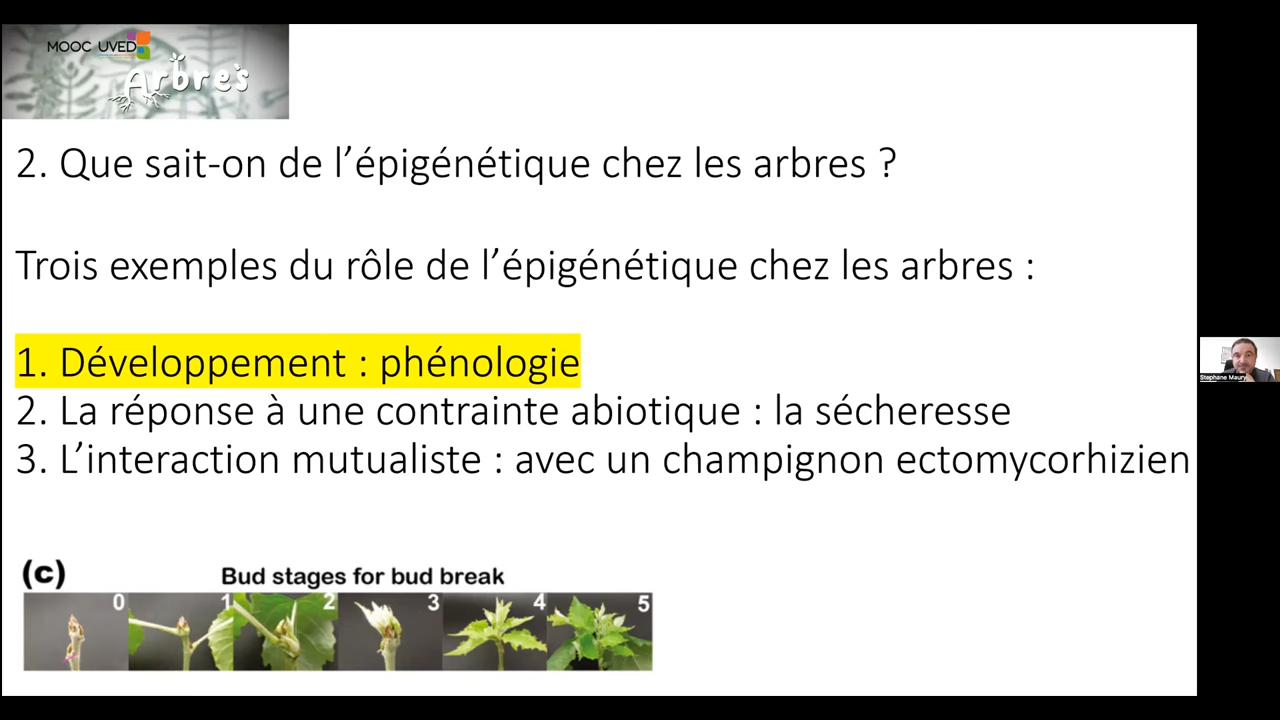 MOOC UVED
Arbres
2. Que sait-on de l’épigénétique chez les arbres ?
Trois exemples du rôle de l’épigénétique chez les arbres :
1. Développement : phénologie
2. La réponse à une contrainte abiotique : la sécheresse
3. L’interaction mutualiste : avec un champignon ectomycorhizien
(c)
Bud stages for bud break
0 1 2 3 4 5
Stephane Maury